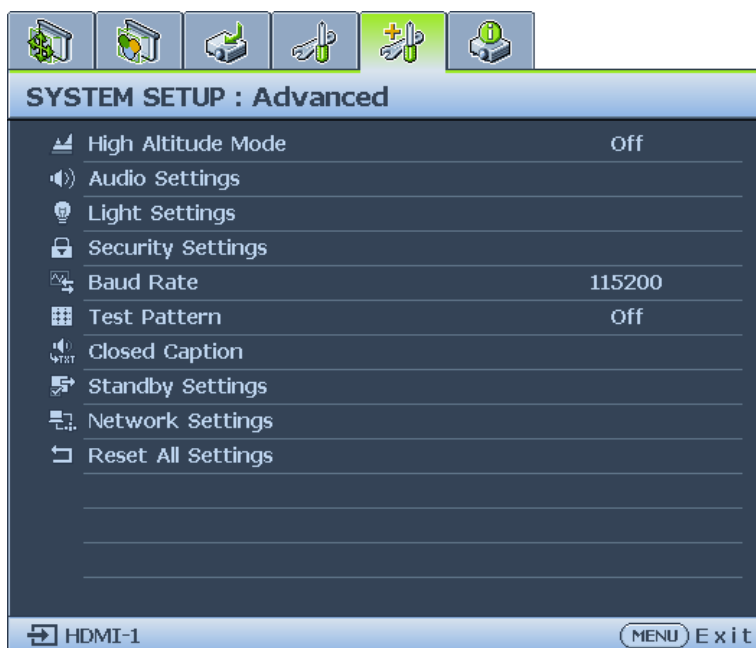 SYSTEM SETUP : Advanced
High Altitude Mode Off
Audio Settings
Light Settings
Security Settings
Baud Rate 115200
Test Pattern Off
TXT Closed Caption
Standby Settings
Network Settings
Reset All Settings
HDMI-1 MENU Exit